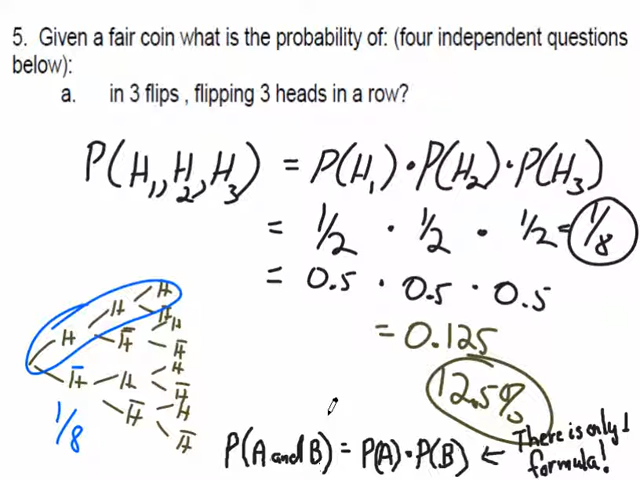 5. Given a fair coin what is the probability of: (four independent questions
below):
a. in 3 flips , flipping 3 heads in a row?
P(H₁, H₂, H₃) = P(H₁) • P(H₂) • P(H₃)
= 1/2 • 1/2 • 1/2 = 1/8
= 0.5 • 0.5 • 0.5
= 0.125
12.5%
H
H
H̅
H
H
H̅
H̅
H
H̅
H
H̅
H̅
H
H̅
1/8
P(A and B) = P(A) • P(B) ← There is only 1
formula!